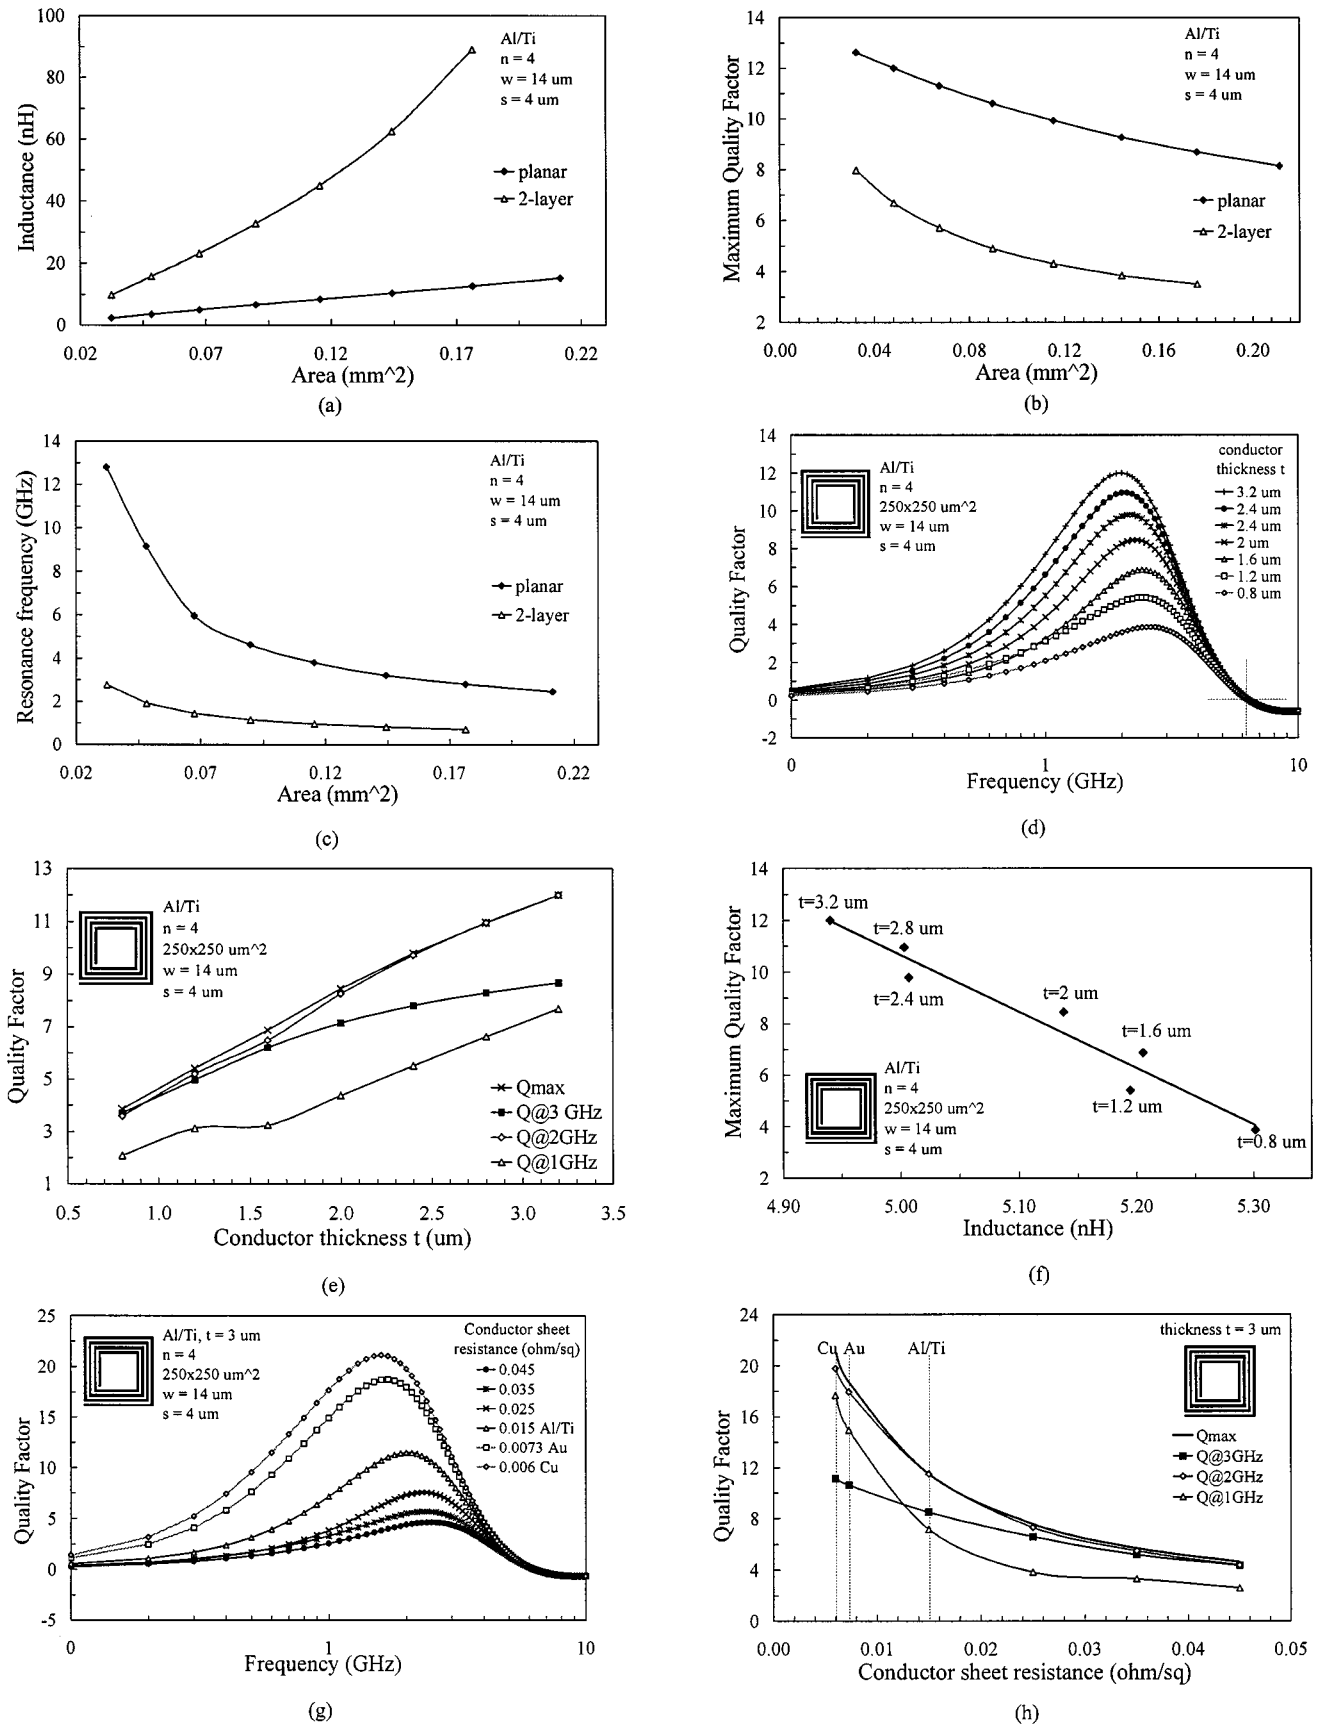 100
80
60
40
20
0
Inductance (nH)
Al/Ti
n = 4
w = 14 um
s = 4 um
planar
2-layer
0.02 0.07 0.12 0.17 0.22
Area (mm^2)
(a)
14
12
10
8
6
4
2
Maximum Quality Factor
Al/Ti
n = 4
w = 14 um
s = 4 um
planar
2-layer
0.00 0.04 0.08 0.12 0.16 0.20
Area (mm^2)
(b)
14
12
10
8
6
4
2
0
Resonance frequency (GHz)
Al/Ti
n = 4
w = 14 um
s = 4 um
planar
2-layer
0.02 0.07 0.12 0.17 0.22
Area (mm^2)
(c)
14
12
10
8
6
4
2
0
-2
Quality Factor
Al/Ti
n = 4
250x250 um^2
w = 14 um
s = 4 um
conductor
thickness t
3.2 um
2.4 um
2.4 um
2 um
1.6 um
1.2 um
0.8 um
0 1 10
Frequency (GHz)
(d)
13
11
9
7
5
3
1
Quality Factor
Al/Ti
n = 4
250x250 um^2
w = 14 um
s = 4 um
Qmax
Q@3 GHz
Q@2GHz
Q@1GHz
0.5 1.0 1.5 2.0 2.5 3.0 3.5
Conductor thickness t (um)
(e)
14
12
10
8
6
4
2
Maximum Quality Factor
t=3.2 um
t=2.8 um
t=2.4 um
t=2 um
t=1.6 um
t=1.2 um
t=0.8 um
Al/Ti
n = 4
250x250 um^2
w = 14 um
s = 4 um
4.90 5.00 5.10 5.20 5.30
Inductance (nH)
(f)
25
20
15
10
5
0
-5
Quality Factor
Al/Ti, t = 3 um
n = 4
250x250 um^2
w = 14 um
s = 4 um
Conductor sheet
resistance (ohm/sq)
0.045
0.035
0.025
0.015 Al/Ti
0.0073 Au
0.006 Cu
0 1 10
Frequency (GHz)
(g)
24
20
16
12
8
4
0
Quality Factor
Cu Au Al/Ti
thickness t = 3 um
Qmax
Q@3GHz
Q@2GHz
Q@1GHz
0.00 0.01 0.02 0.03 0.04 0.05
Conductor sheet resistance (ohm/sq)
(h)